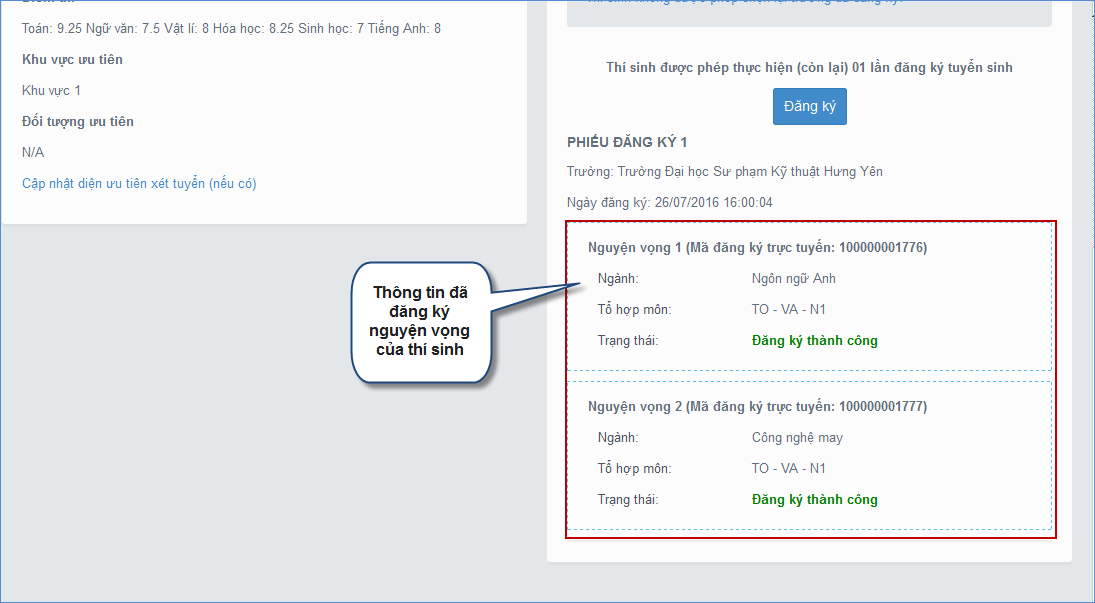 Toán: 9.25 Ngữ văn: 7.5 Vật lí: 8 Hóa học: 8.25 Sinh học: 7 Tiếng Anh: 8
Khu vực ưu tiên
Khu vực 1
Đối tượng ưu tiên
N/A
Cập nhật diện ưu tiên xét tuyển (nếu có)
Thí sinh được phép thực hiện (còn lại) 01 lần đăng ký tuyển sinh
Đăng ký
PHIẾU ĐĂNG KÝ 1
Trường: Trường Đại học Sư phạm Kỹ thuật Hưng Yên
Ngày đăng ký: 26/07/2016 16:00:04
Thông tin đã
đăng ký
nguyện vọng
của thí sinh
Nguyện vọng 1 (Mã đăng ký trực tuyến: 100000001776)
Ngành: Ngôn ngữ Anh
Tổ hợp môn: TO - VA - N1
Trạng thái: Đăng ký thành công
Nguyện vọng 2 (Mã đăng ký trực tuyến: 100000001777)
Ngành: Công nghệ may
Tổ hợp môn: TO - VA - N1
Trạng thái: Đăng ký thành công